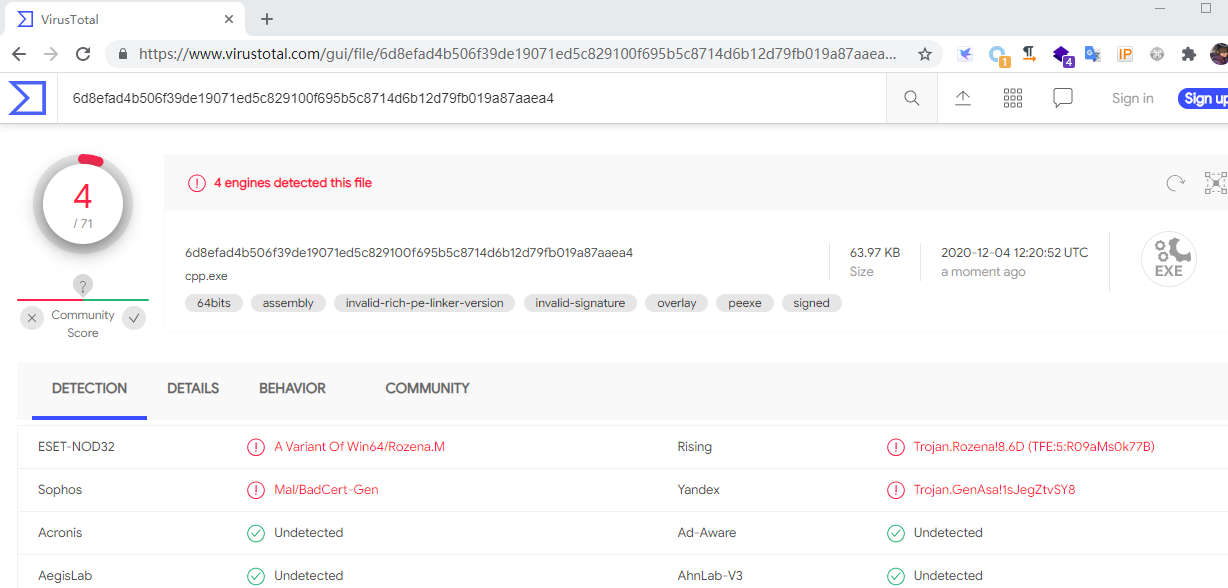 VirusTotal
https://www.virustotal.com/gui/file/6d8efad4b506f39de19071ed5c829100f695b5c8714d6b12d79fb019a87aaea...
1
4
IP
6d8efad4b506f39de19071ed5c829100f695b5c8714d6b12d79fb019a87aaea4
Sign in
Sign up
4
/ 71
4 engines detected this file
6d8efad4b506f39de19071ed5c829100f695b5c8714d6b12d79fb019a87aaea4
cpp.exe
64bits assembly invalid-rich-pe-linker-version invalid-signature overlay peexe signed
63.97 KB
Size
2020-12-04 12:20:52 UTC
a moment ago
EXE
?
Community
Score
DETECTION DETAILS BEHAVIOR COMMUNITY
ESET-NOD32 A Variant Of Win64/Rozena.M Rising Trojan.Rozena!8.6D (TFE:5:R09aMs0k77B)
Sophos Mal/BadCert-Gen Yandex Trojan.GenAsa!1sJegZtvSY8
Acronis Undetected Ad-Aware Undetected
AegisLab Undetected AhnLab-V3 Undetected